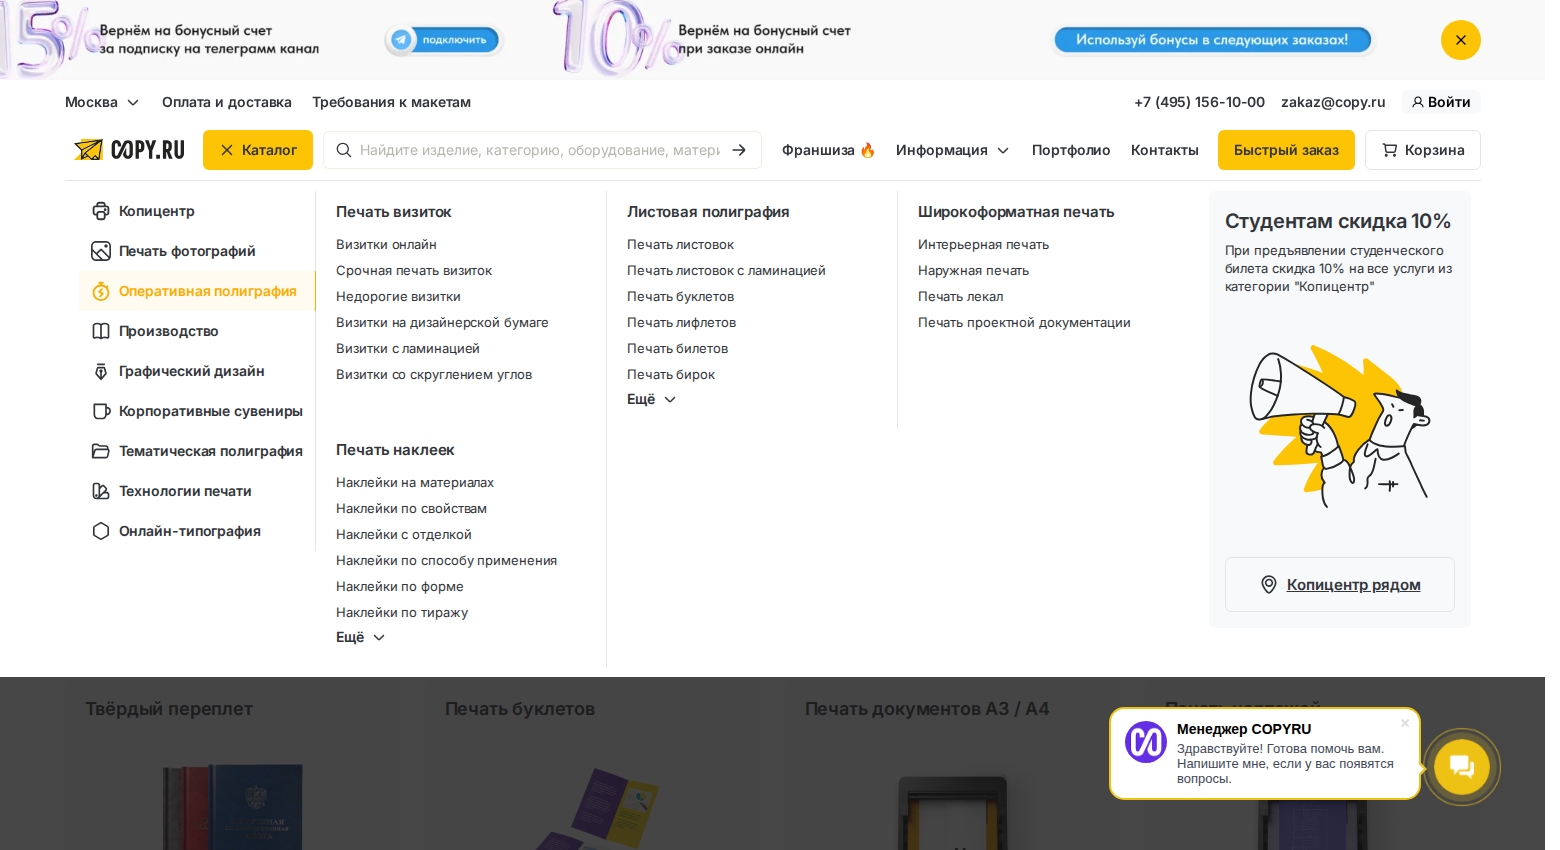 15%
Вернём на бонусный счет
за подписку на телеграмм канал
подключить
10%
Вернём на бонусный счет
при заказе онлайн
Используй бонусы в следующих заказах!
Москва
Оплата и доставка
Требования к макетам
+7 (495) 156-10-00
zakaz@copy.ru
Войти
COPY.RU
Каталог
Найдите изделие, категорию, оборудование, матери
Франшиза 🔥
Информация
Портфолио
Контакты
Быстрый заказ
Корзина
Копицентр
Печать фотографий
Оперативная полиграфия
Производство
Графический дизайн
Корпоративные сувениры
Тематическая полиграфия
Технологии печати
Онлайн-типография
Печать визиток
Визитки онлайн
Срочная печать визиток
Недорогие визитки
Визитки на дизайнерской бумаге
Визитки с ламинацией
Визитки со скруглением углов
Листовая полиграфия
Печать листовок
Печать листовок с ламинацией
Печать буклетов
Печать лифлетов
Печать билетов
Печать бирок
Ещё
Широкоформатная печать
Интерьерная печать
Наружная печать
Печать лекал
Печать проектной документации
Печать наклеек
Наклейки на материалах
Наклейки по свойствам
Наклейки с отделкой
Наклейки по способу применения
Наклейки по форме
Наклейки по тиражу
Ещё
Студентам скидка 10%
При предъявлении студенческого
билета скидка 10% на все услуги из
категории "Копицентр"
Копицентр рядом
Твёрдый переплет
Печать буклетов
Печать документов А3 / А4
Менеджер COPYRU
Здравствуйте! Готова помочь вам.
Напишите мне, если у вас появятся
вопросы.